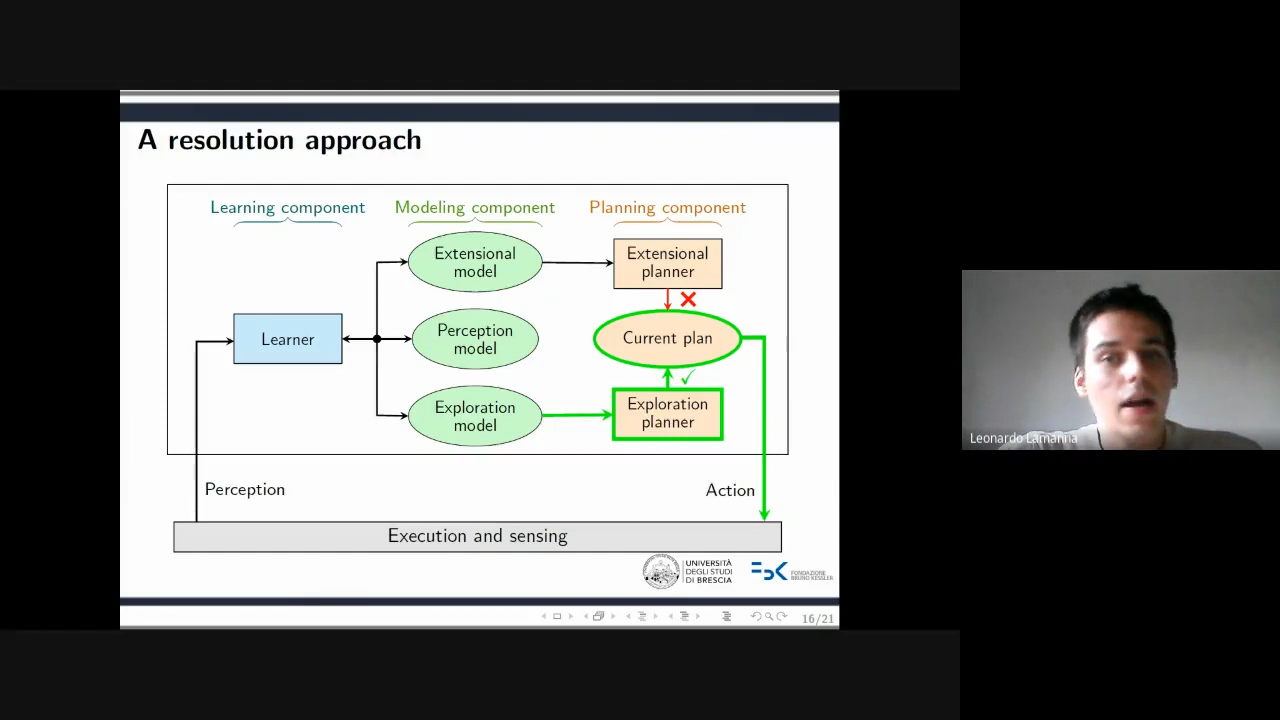 A resolution approach
Learning component
Modeling component
Planning component
Extensional
model
Extensional
planner
Learner
Perception
model
Current plan
Exploration
model
Exploration
planner
Perception
Action
Execution and sensing
UNIVERSITÀ
DEGLI STUDI
DI BRESCIA
FBK
FONDAZIONE
BRUNO KESSLER
16/21
Leonardo Lamanna